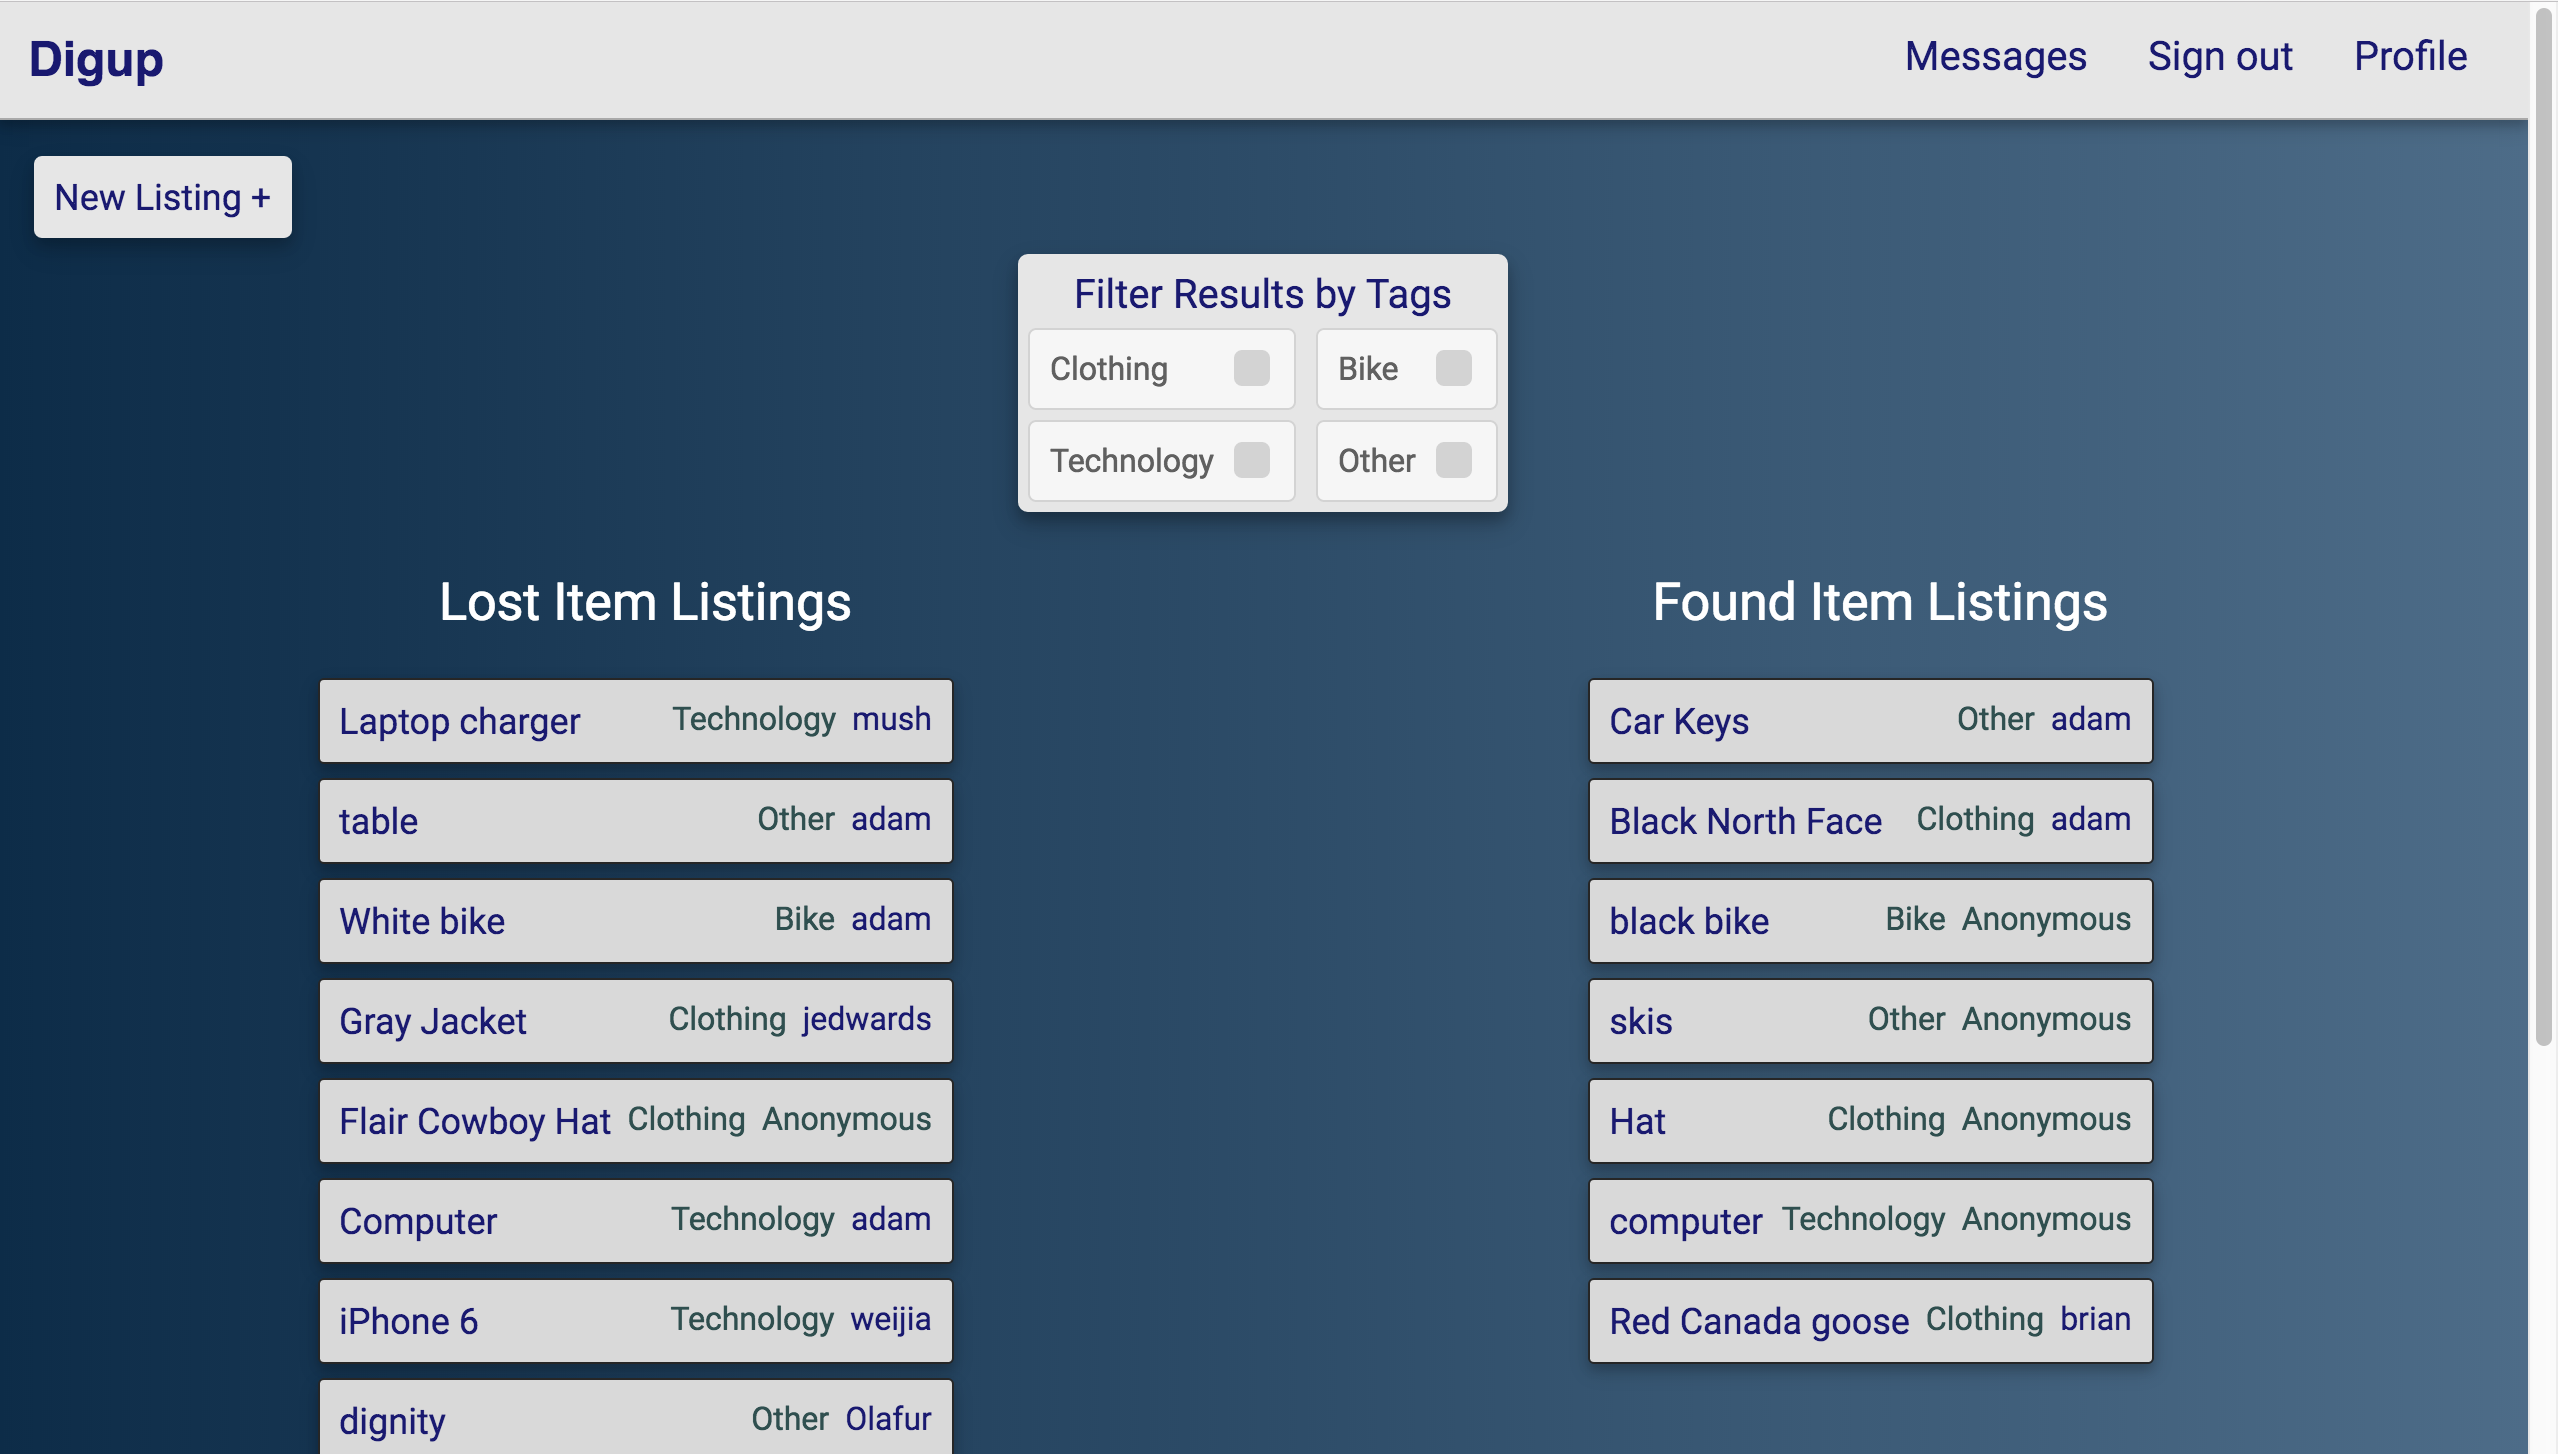 Digup
Messages Sign out Profile
New Listing +
Filter Results by Tags
Clothing Bike
Technology Other
Lost Item Listings
Laptop charger Technology mush
table Other adam
White bike Bike adam
Gray Jacket Clothing jedwards
Flair Cowboy Hat Clothing Anonymous
Computer Technology adam
iPhone 6 Technology weijia
dignity Other Olafur
Found Item Listings
Car Keys Other adam
Black North Face Clothing adam
black bike Bike Anonymous
skis Other Anonymous
Hat Clothing Anonymous
computer Technology Anonymous
Red Canada goose Clothing brian